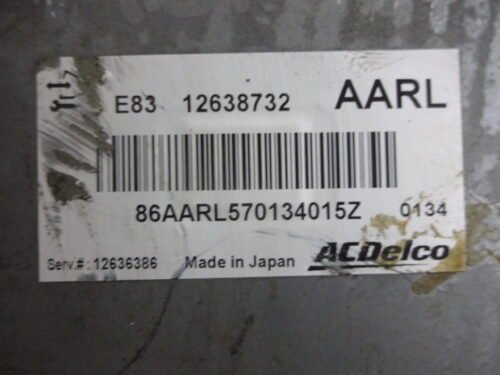 E83 12638732 AARL
86AARL570134015Z 0134
Serv.#: 12636386 Made in Japan ACDelco